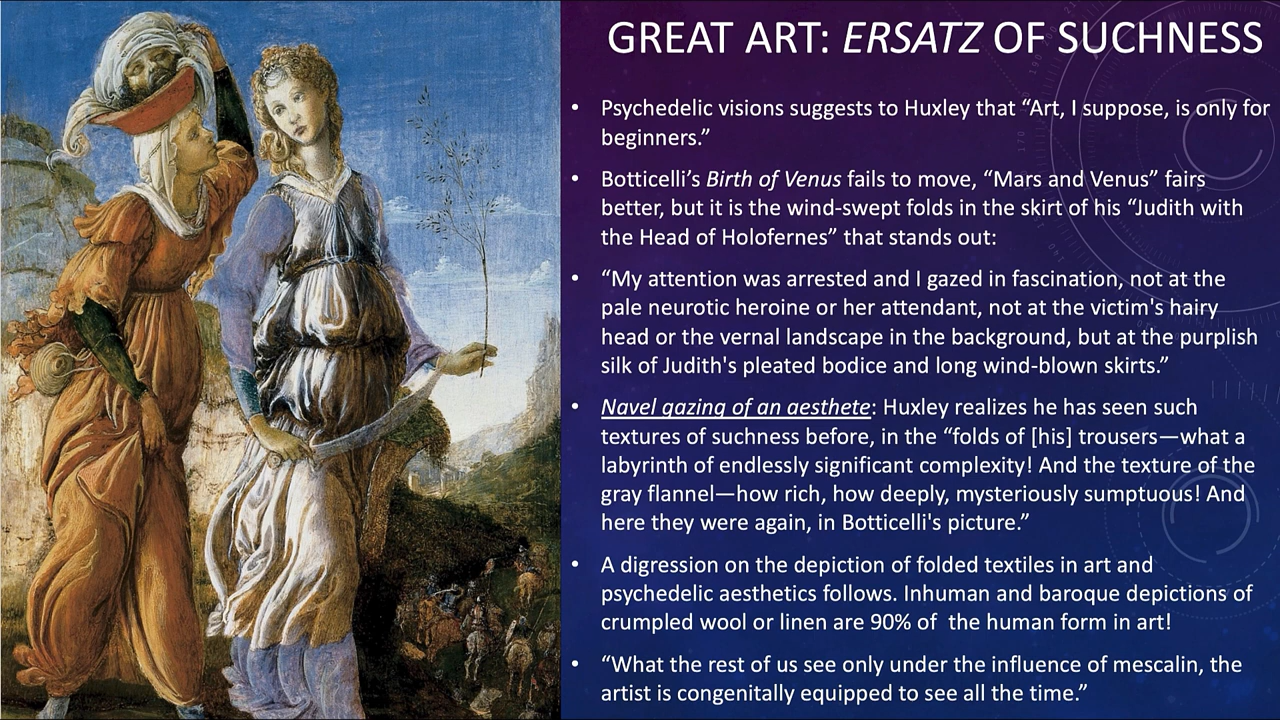 GREAT ART: ERSATZ OF SUCHNESS
• Psychedelic visions suggests to Huxley that “Art, I suppose, is only for
beginners.”
• Botticelli’s Birth of Venus fails to move, “Mars and Venus” fairs
better, but it is the wind-swept folds in the skirt of his “Judith with
the Head of Holofernes” that stands out:
• “My attention was arrested and I gazed in fascination, not at the
pale neurotic heroine or her attendant, not at the victim's hairy
head or the vernal landscape in the background, but at the purplish
silk of Judith's pleated bodice and long wind-blown skirts.”
• Navel gazing of an aesthete: Huxley realizes he has seen such
textures of suchness before, in the “folds of [his] trousers—what a
labyrinth of endlessly significant complexity! And the texture of the
gray flannel—how rich, how deeply, mysteriously sumptuous! And
here they were again, in Botticelli's picture.”
• A digression on the depiction of folded textiles in art and
psychedelic aesthetics follows. Inhuman and baroque depictions of
crumpled wool or linen are 90% of  the human form in art!
• “What the rest of us see only under the influence of mescalin, the
artist is congenitally equipped to see all the time.”